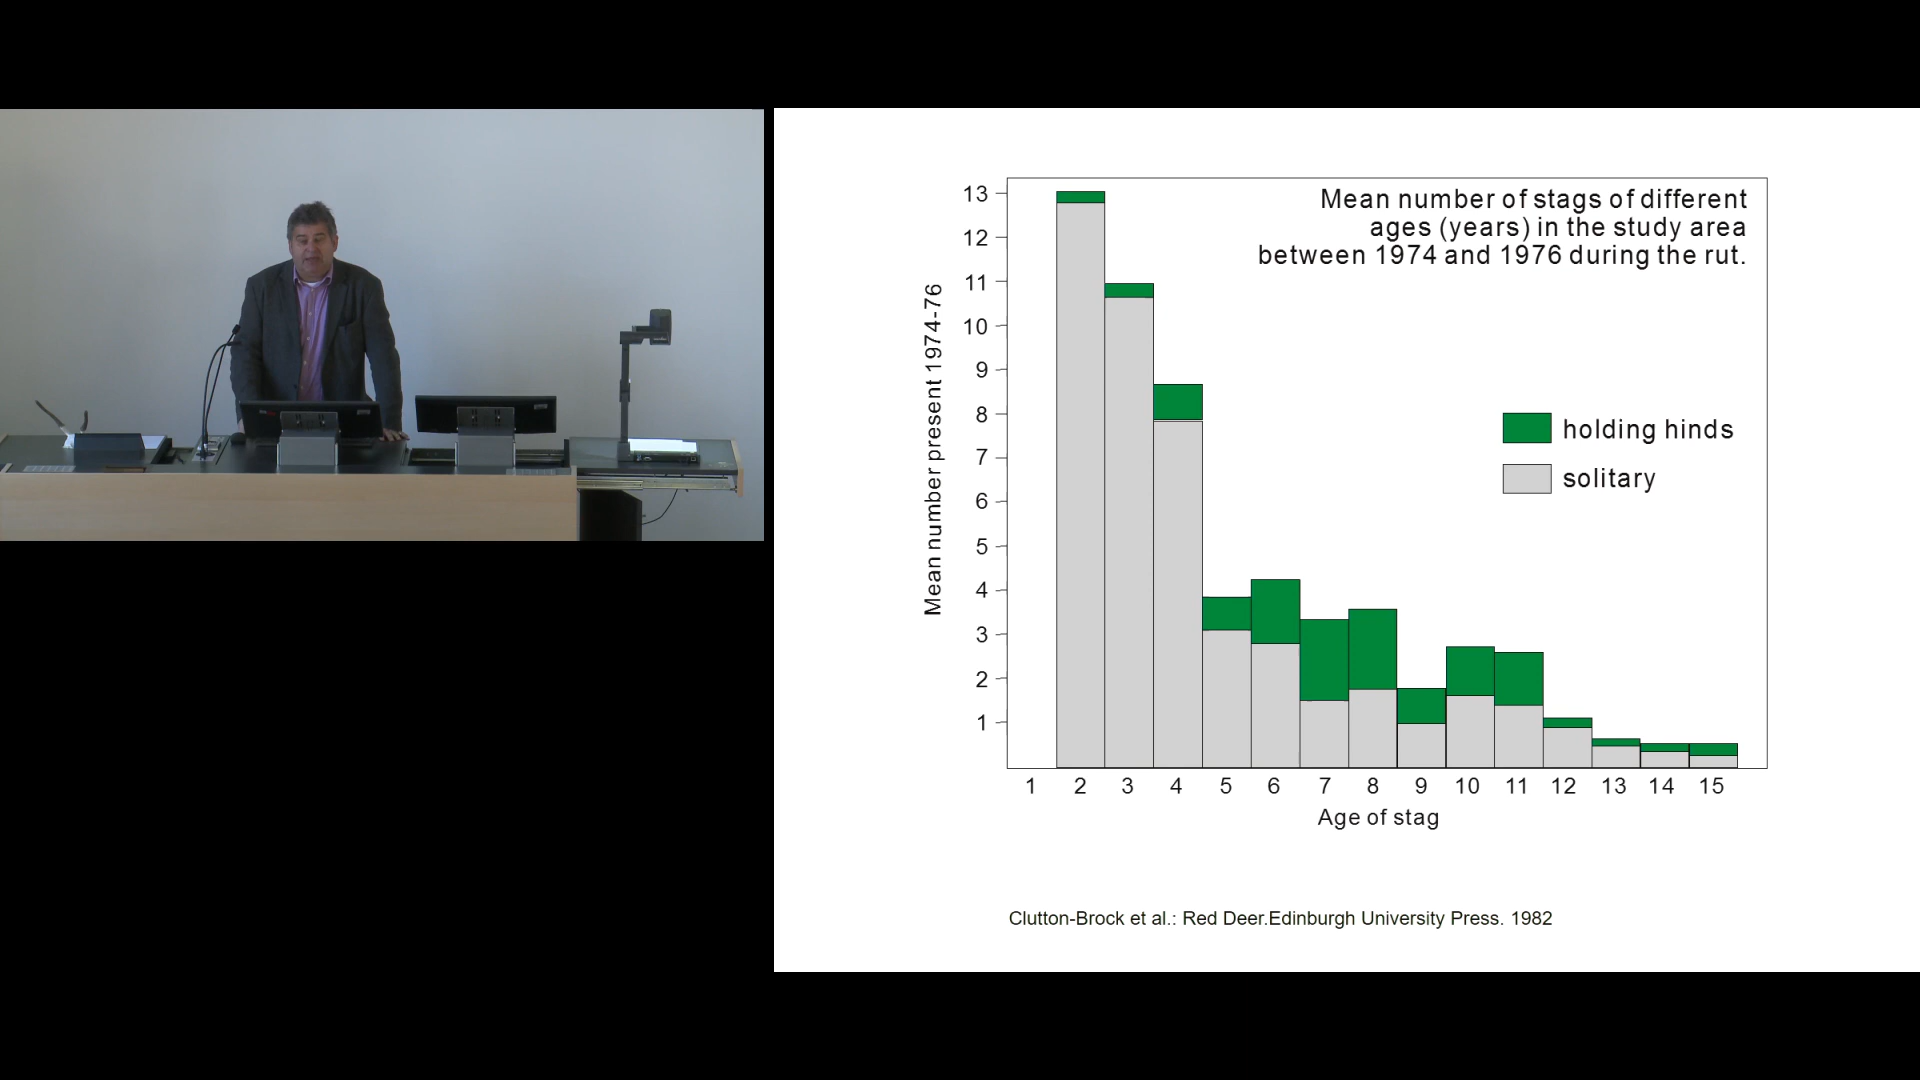 Mean number of stags of different
ages (years) in the study area
between 1974 and 1976 during the rut.
Mean number present 1974-76
13
12
11
10
9
8
7
6
5
4
3
2
1
holding hinds
solitary
1 2 3 4 5 6 7 8 9 10 11 12 13 14 15
Age of stag
Clutton-Brock et al.: Red Deer.Edinburgh University Press. 1982